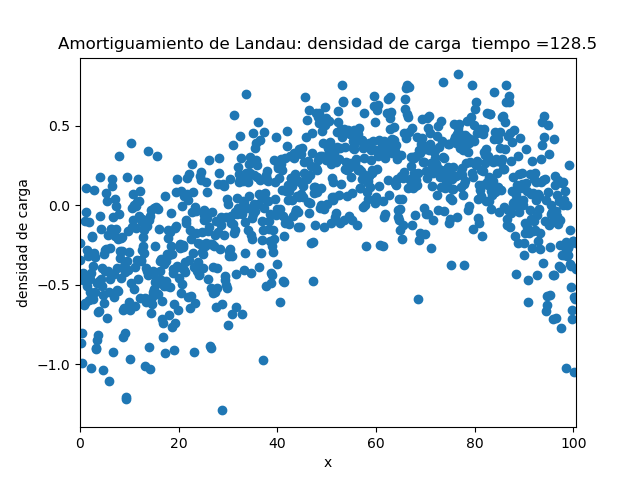 Amortiguamiento de Landau: densidad de carga  tiempo =128.5
densidad de carga
0.5
0.0
−0.5
−1.0
0 20 40 60 80 100
x